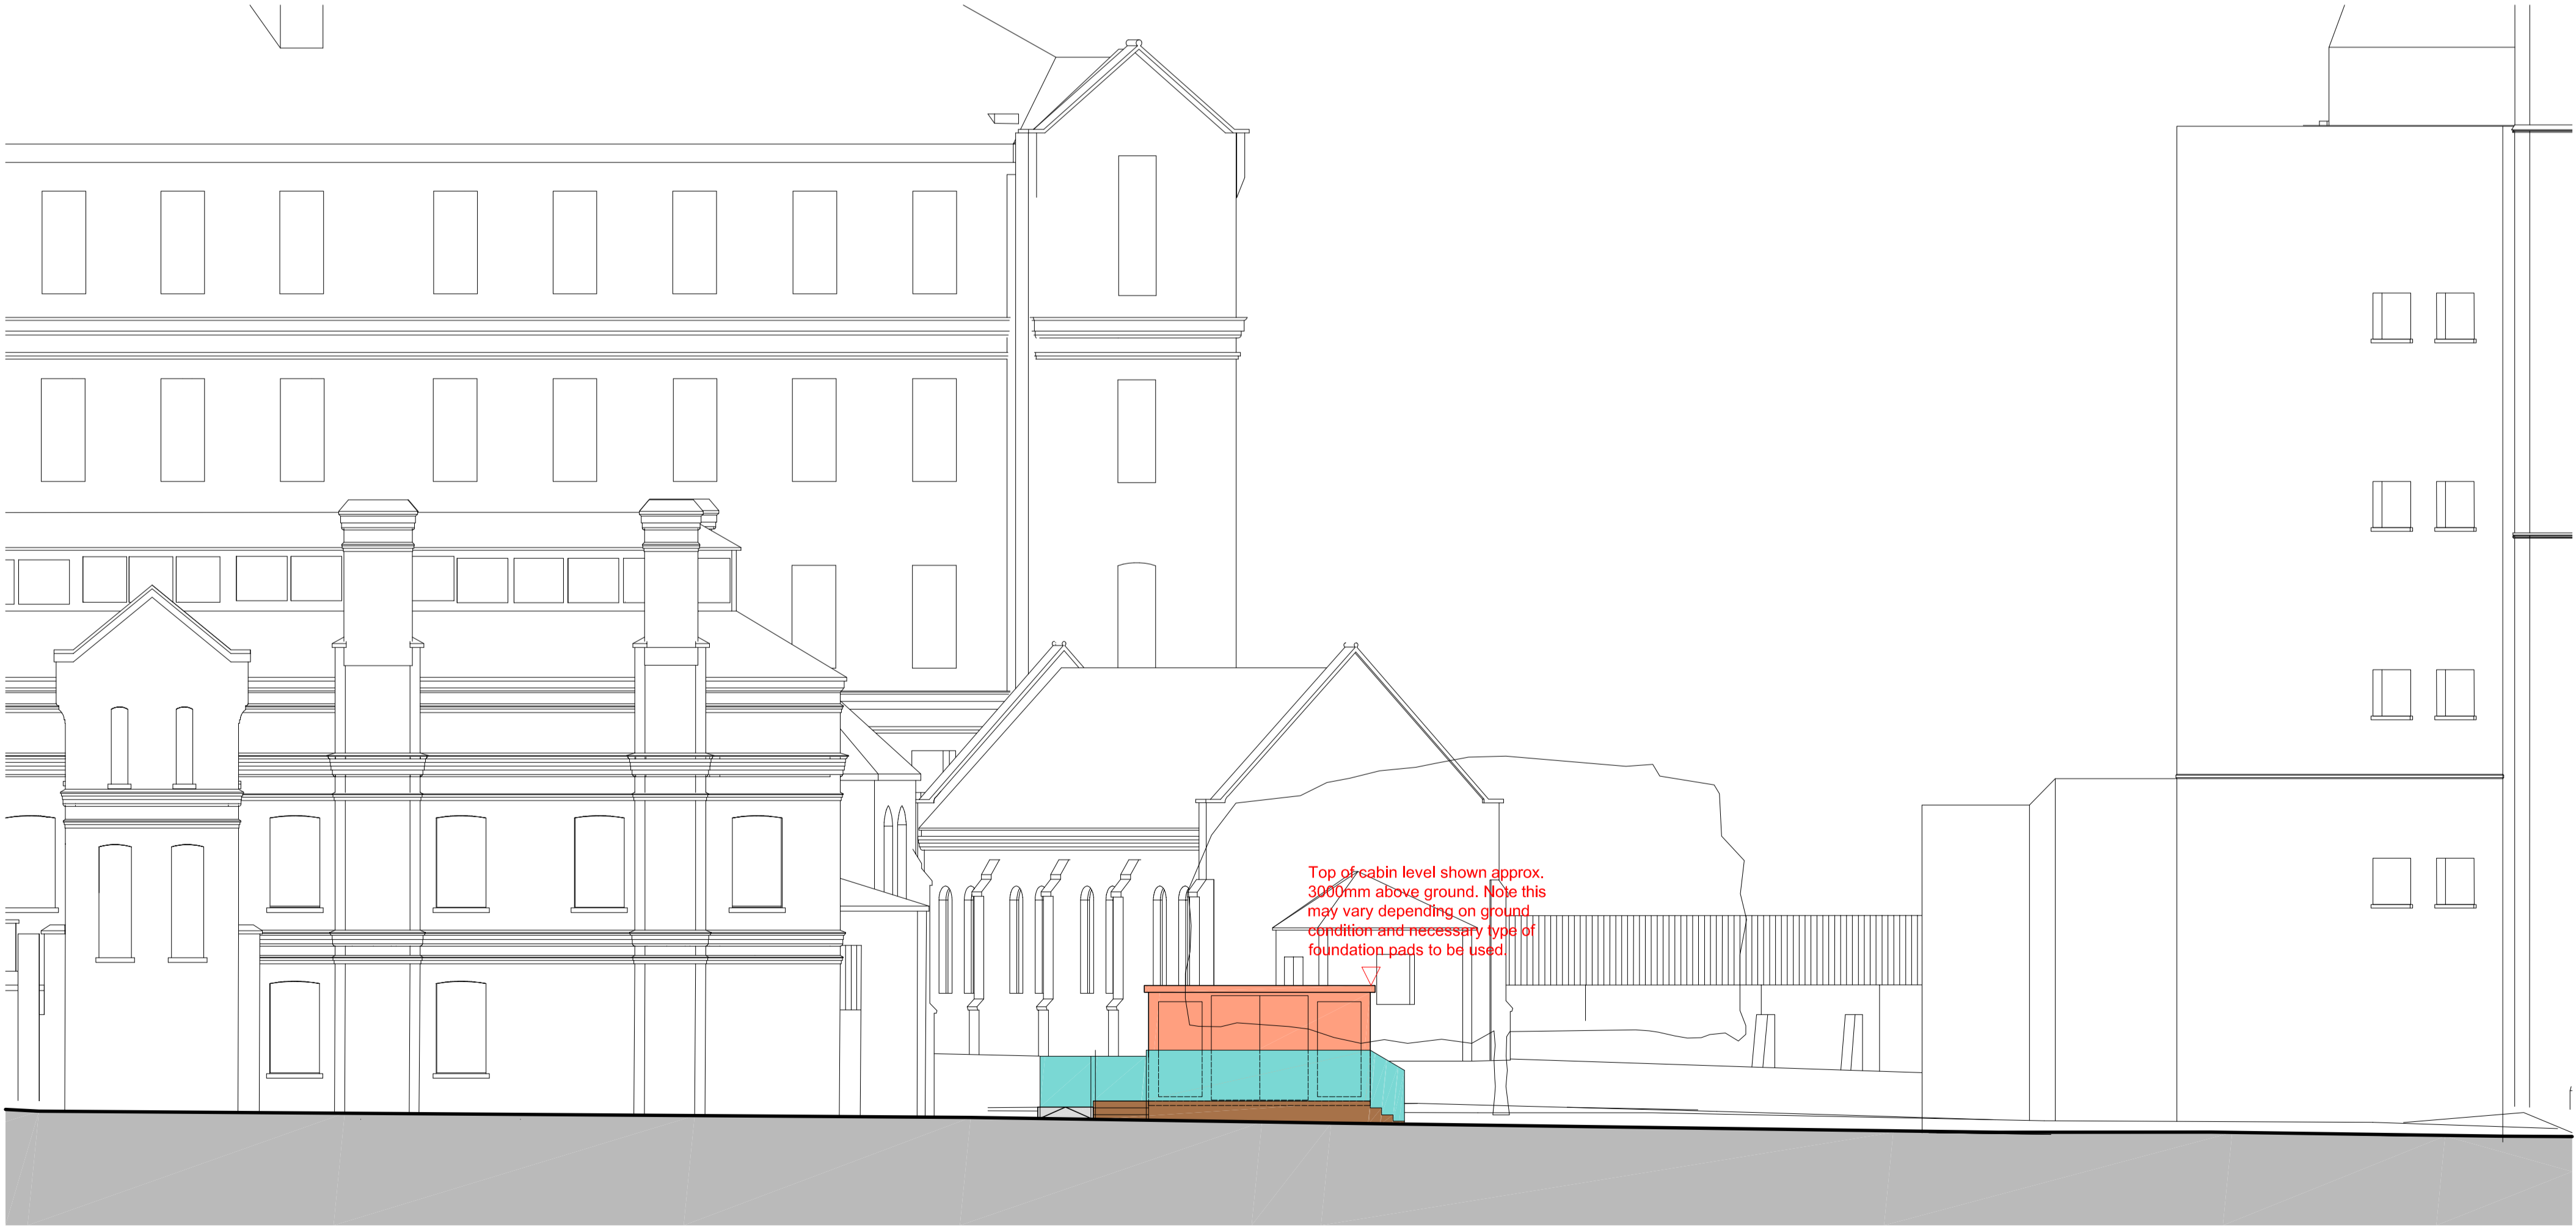 Top of cabin level shown approx.
3000mm above ground. Note this
may vary depending on ground
condition and necessary type of
foundation pads to be used.